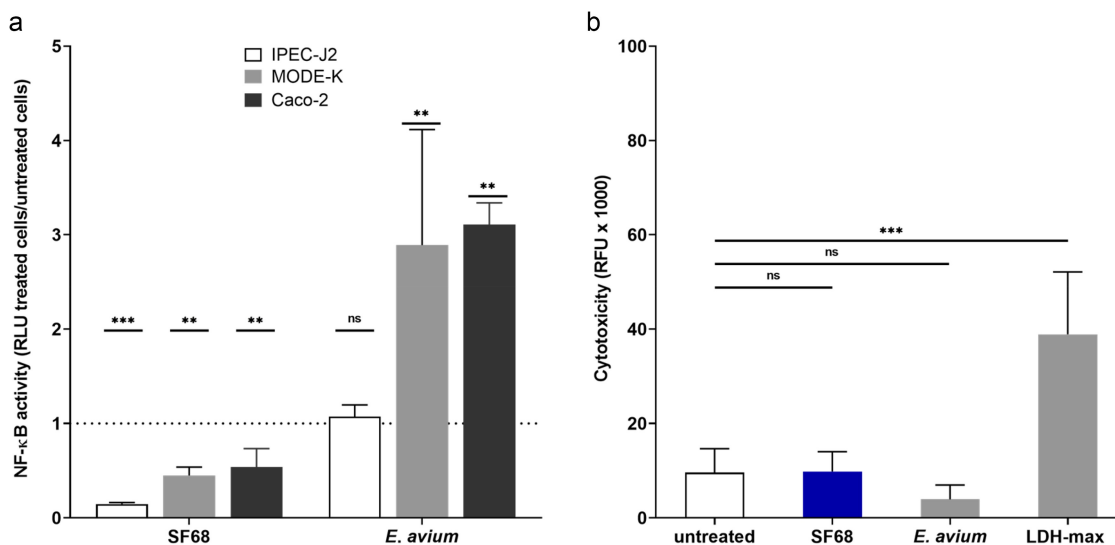 a
NF-κB activity (RLU treated cells/untreated cells)
5
4
3
2
1
0
IPEC-J2
MODE-K
Caco-2
***
**
**
ns
**
**
SF68
E. avium
b
Cytotoxicity (RFU x 1000)
100
80
60
40
20
0
***
ns
ns
untreated
SF68
E. avium
LDH-max